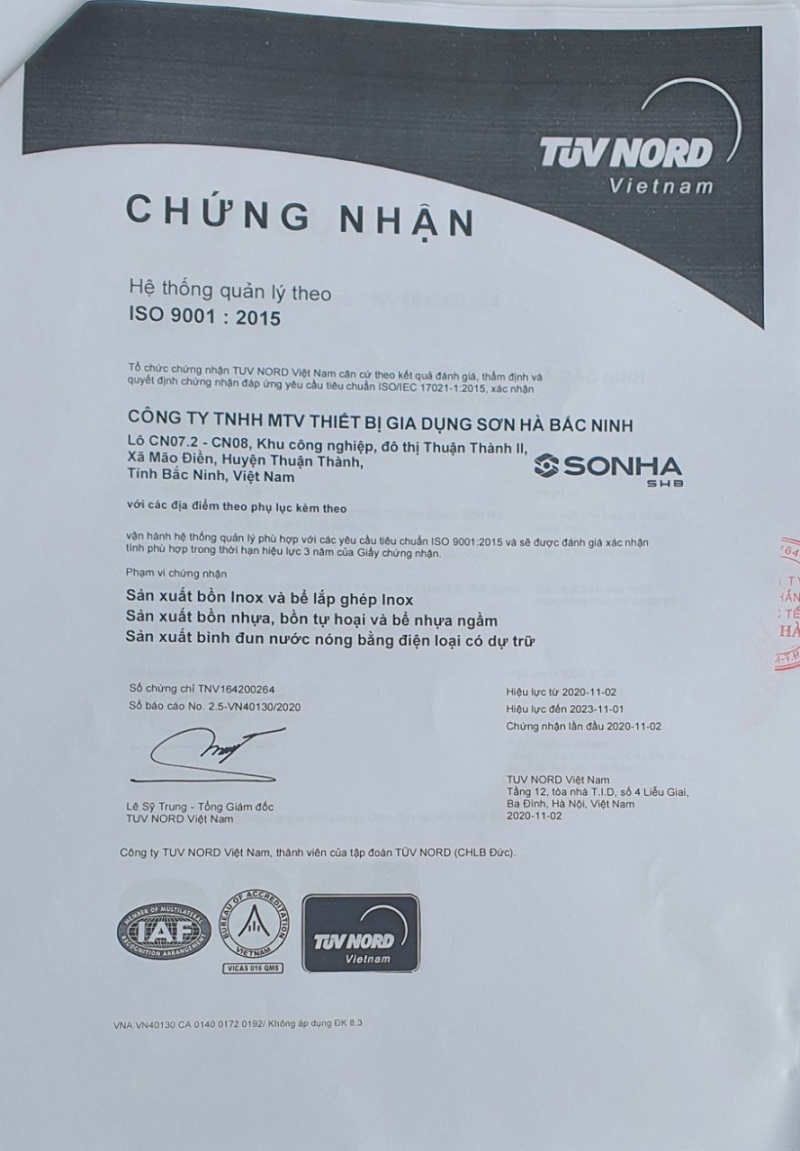 TÜV NORD
Vietnam
CHỨNG NHẬN
Hệ thống quản lý theo
ISO 9001 : 2015
Tổ chức chứng nhận TUV NORD Việt Nam căn cứ theo kết quả đánh giá, thẩm định và
quyết định chứng nhận đáp ứng yêu cầu tiêu chuẩn ISO/IEC 17021-1:2015, xác nhận
CÔNG TY TNHH MTV THIẾT BỊ GIA DỤNG SƠN HÀ BẮC NINH
Lô CN07.2 - CN08, Khu công nghiệp, đô thị Thuận Thành II,
Xã Mão Điền, Huyện Thuận Thành,
Tỉnh Bắc Ninh, Việt Nam
SONHA
SHB
với các địa điểm theo phụ lục kèm theo
vận hành hệ thống quản lý phù hợp với các yêu cầu tiêu chuẩn ISO 9001:2015 và sẽ được đánh giá xác nhận
tính phù hợp trong thời hạn hiệu lực 3 năm của Giấy chứng nhận.
Phạm vi chứng nhận
Sản xuất bồn Inox và bể lắp ghép Inox
Sản xuất bồn nhựa, bồn tự hoại và bể nhựa ngầm
Sản xuất bình đun nước nóng bằng điện loại có dự trữ
Số chứng chỉ TNV164200264
Số báo cáo No. 2.5-VN40130/2020
Hiệu lực từ 2020-11-02
Hiệu lực đến 2023-11-01
Chứng nhận lần đầu 2020-11-02
Lê Sỹ Trung - Tổng Giám đốc
TUV NORD Việt Nam
TUV NORD Việt Nam
Tầng 12, tòa nhà T.I.D, số 4 Liễu Giai,
Ba Đình, Hà Nội, Việt Nam
2020-11-02
Công ty TUV NORD Việt Nam, thành viên của tập đoàn TÜV NORD (CHLB Đức).
MEMBER OF MULTILATERAL
IAF
RECOGNITION ARRANGEMENT
BUREAU OF ACCREDITATION
VIETNAM
VICAS 016 QMS
TÜV NORD
Vietnam
VNA VN40130 CA 0140 0172 0192/ Không áp dụng ĐK 8.3